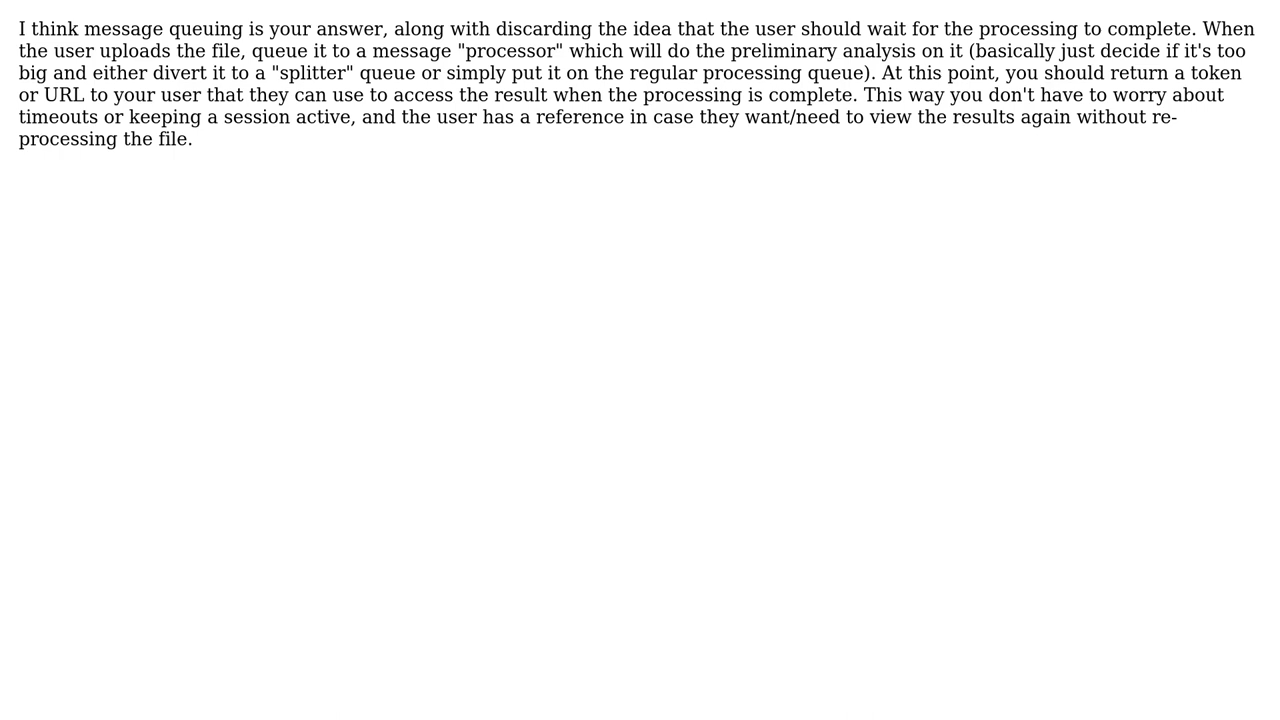 I think message queuing is your answer, along with discarding the idea that the user should wait for the processing to complete. When
the user uploads the file, queue it to a message "processor" which will do the preliminary analysis on it (basically just decide if it's too
big and either divert it to a "splitter" queue or simply put it on the regular processing queue). At this point, you should return a token
or URL to your user that they can use to access the result when the processing is complete. This way you don't have to worry about
timeouts or keeping a session active, and the user has a reference in case they want/need to view the results again without re-
processing the file.